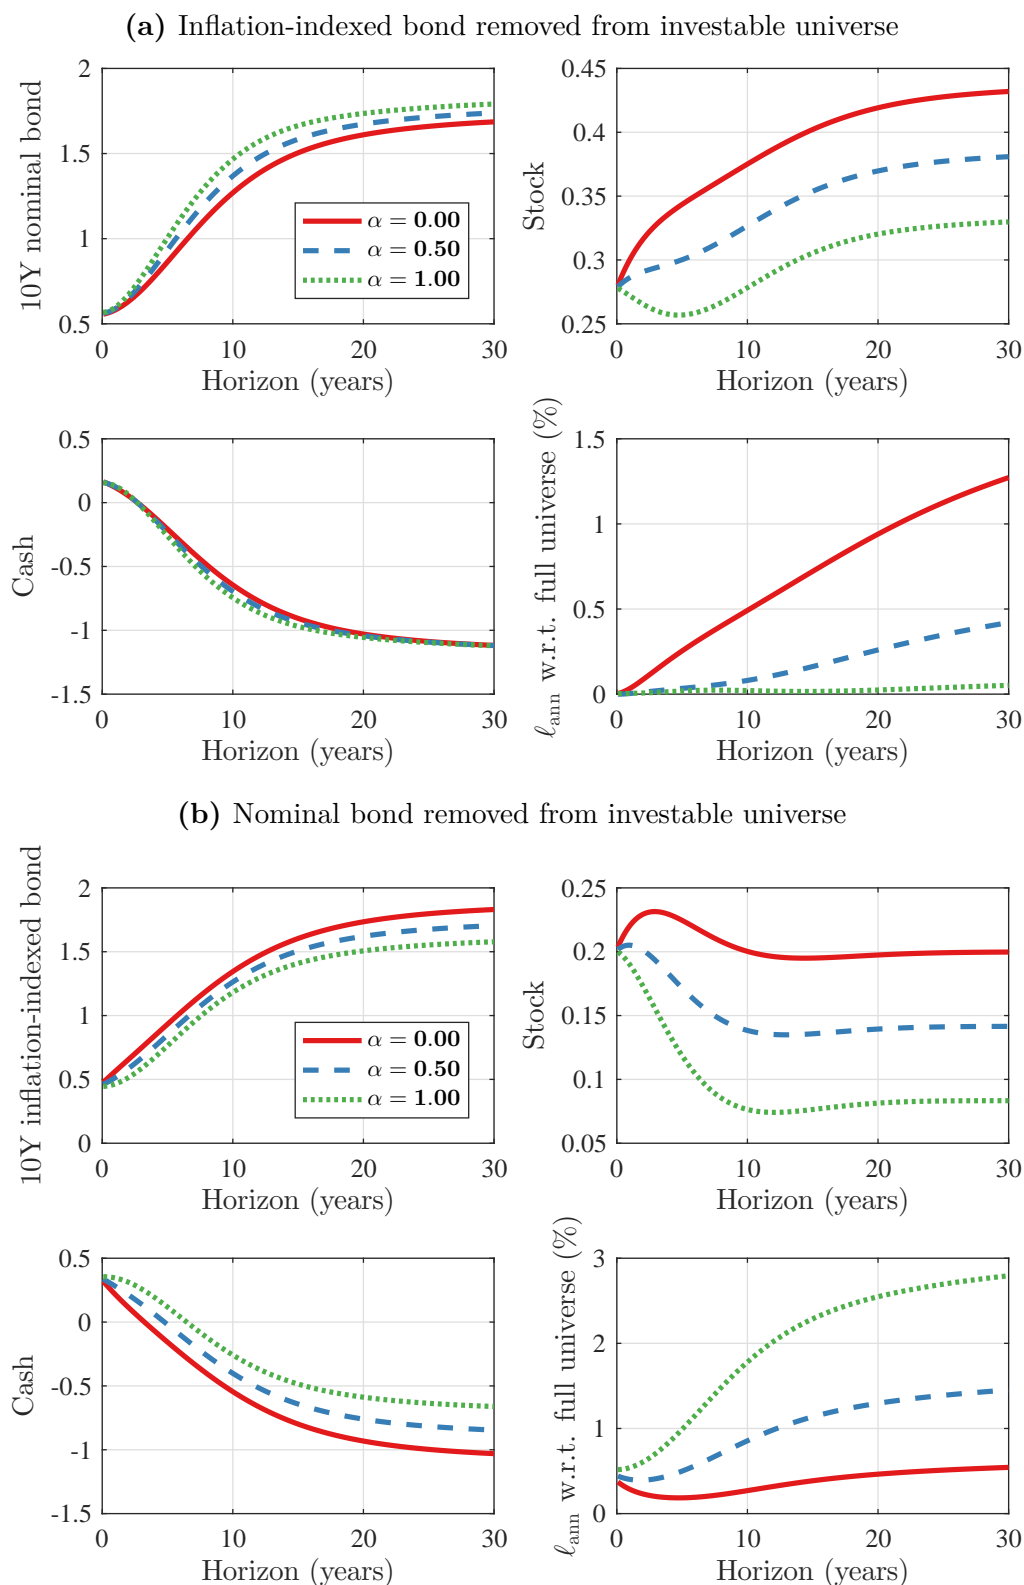 (a) Inflation-indexed bond removed from investable universe
10Y nominal bond
2
1.5
1
0.5
0
10
20
30
Horizon (years)
α = 0.00
α = 0.50
α = 1.00
Stock
0.45
0.4
0.35
0.3
0.25
0
10
20
30
Horizon (years)
Cash
0.5
0
-0.5
-1
-1.5
0
10
20
30
Horizon (years)
ℓann w.r.t. full universe (%)
1.5
1
0.5
0
0
10
20
30
Horizon (years)
(b) Nominal bond removed from investable universe
10Y inflation-indexed bond
2
1.5
1
0.5
0
0
10
20
30
Horizon (years)
α = 0.00
α = 0.50
α = 1.00
Stock
0.25
0.2
0.15
0.1
0.05
0
10
20
30
Horizon (years)
Cash
0.5
0
-0.5
-1
-1.5
0
10
20
30
Horizon (years)
ℓann w.r.t. full universe (%)
3
2
1
0
0
10
20
30
Horizon (years)